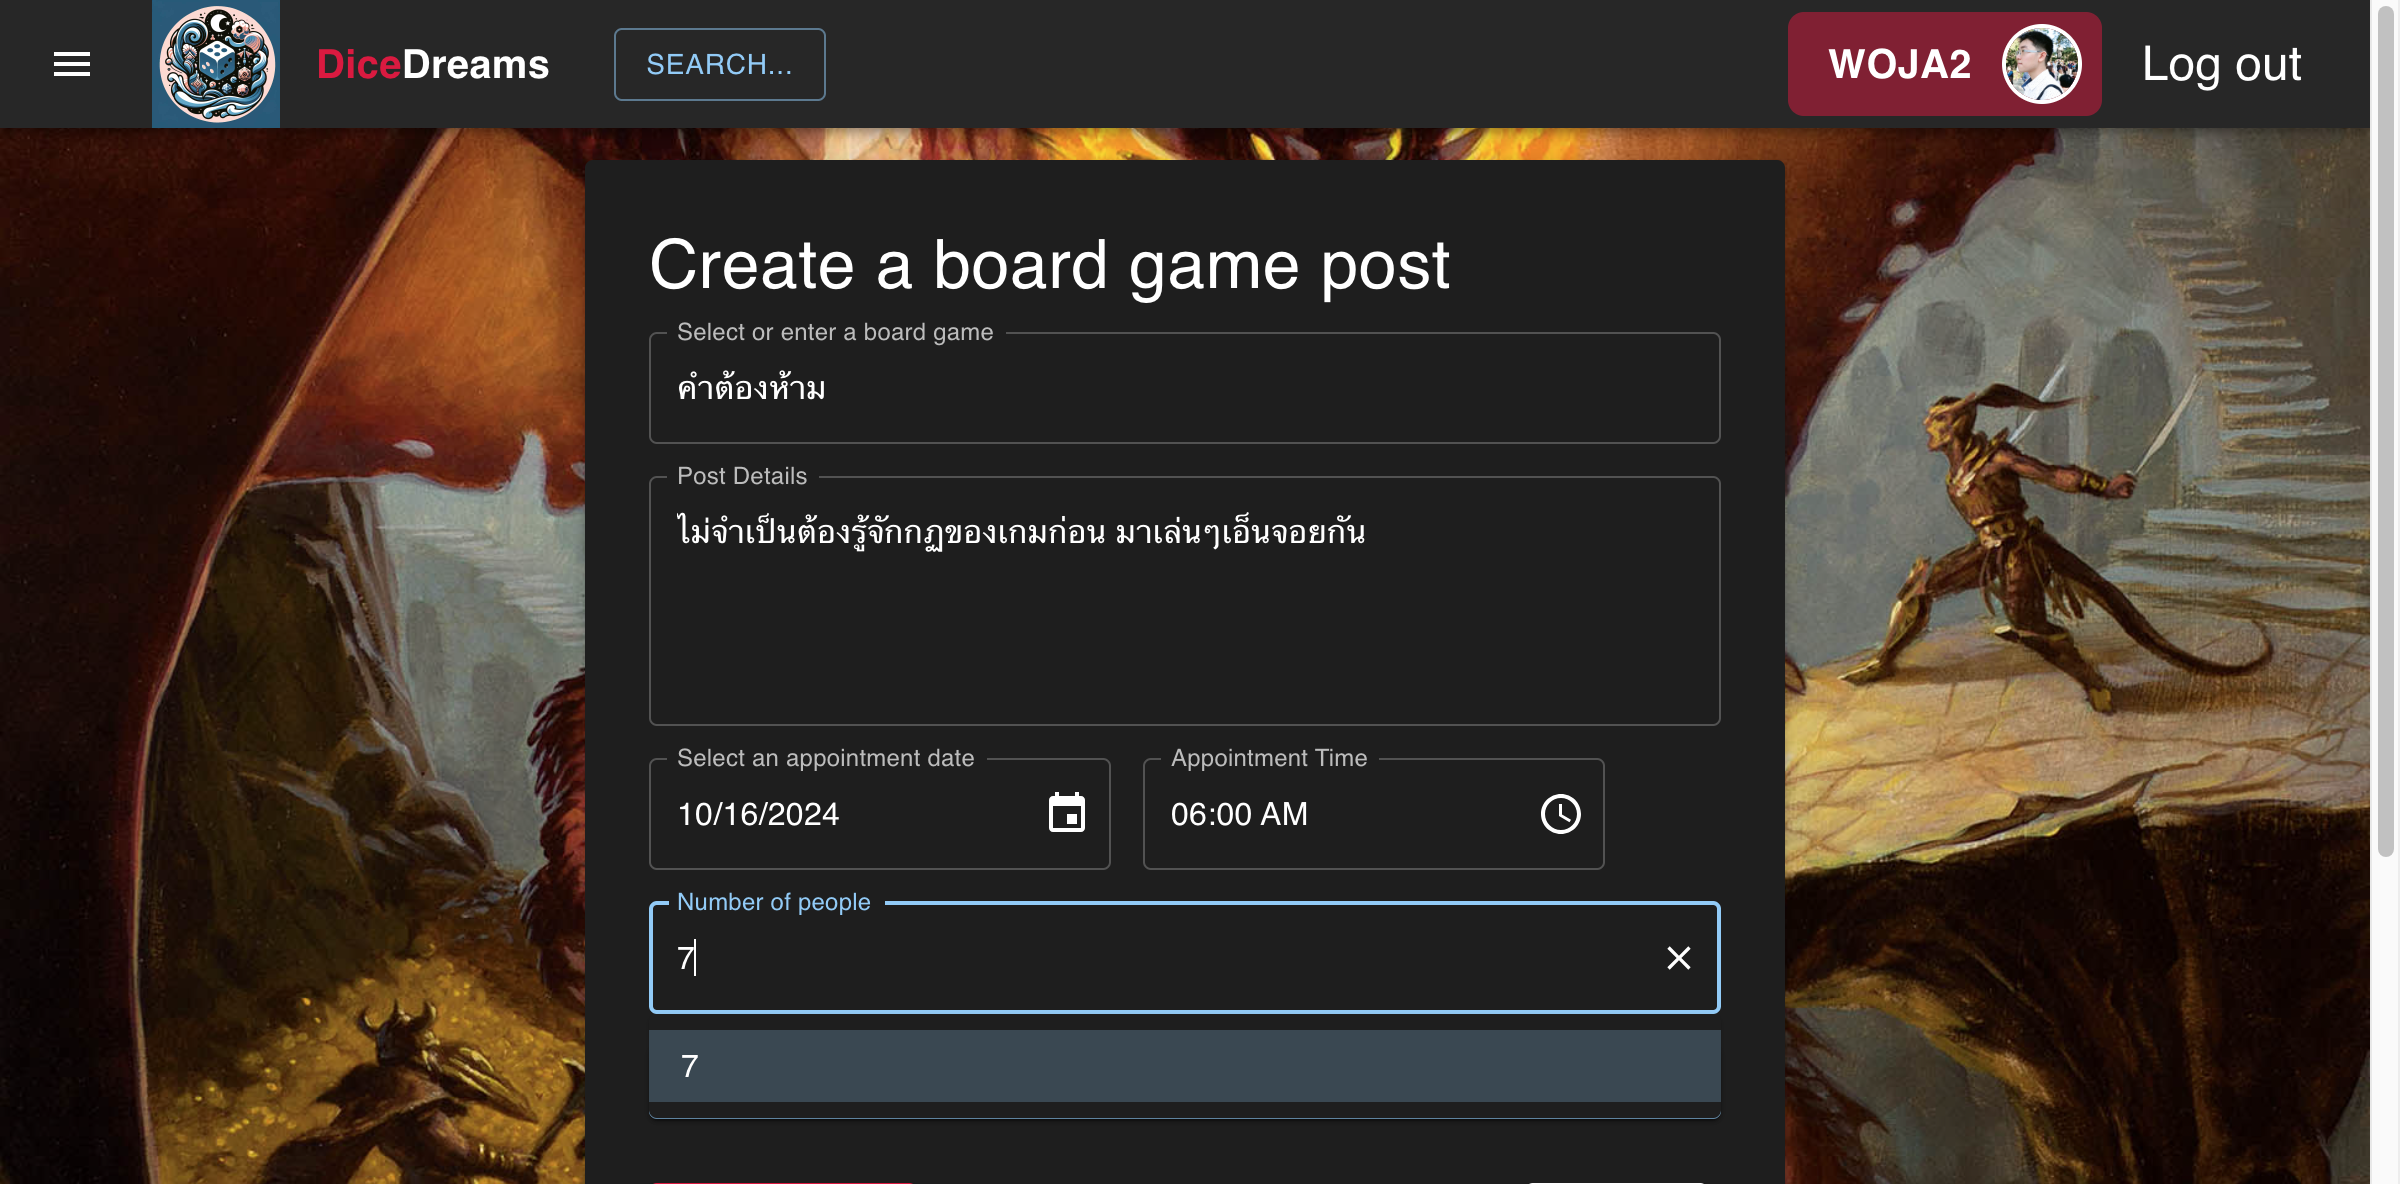 DiceDreams
SEARCH...
WOJA2
Log out
Create a board game post
Select or enter a board game
คำต้องห้าม
Post Details
ไม่จำเป็นต้องรู้จักกฏของเกมก่อน มาเล่นๆเอ็นจอยกัน
Select an appointment date
10/16/2024
Appointment Time
06:00 AM
Number of people
7
7